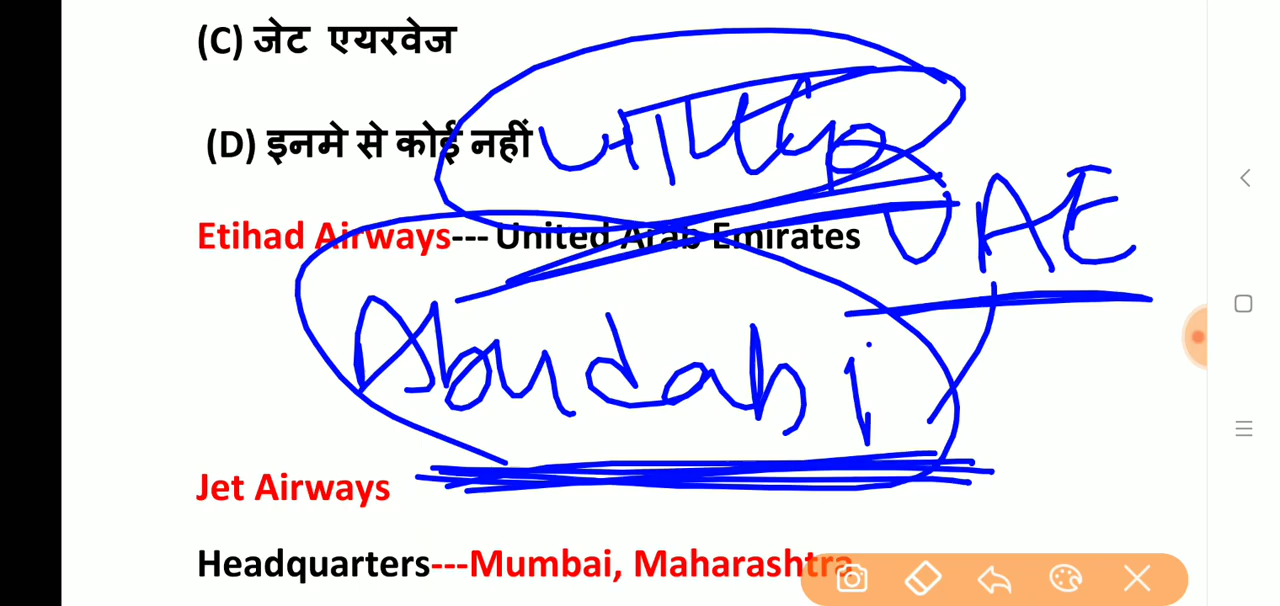 (C) जेट एयरवेज
(D) इनमे से कोई नहीं
UAE
Etihad Airways--- United Arab Emirates
Abudabi
Jet Airways
Headquarters---Mumbai, Maharashtra